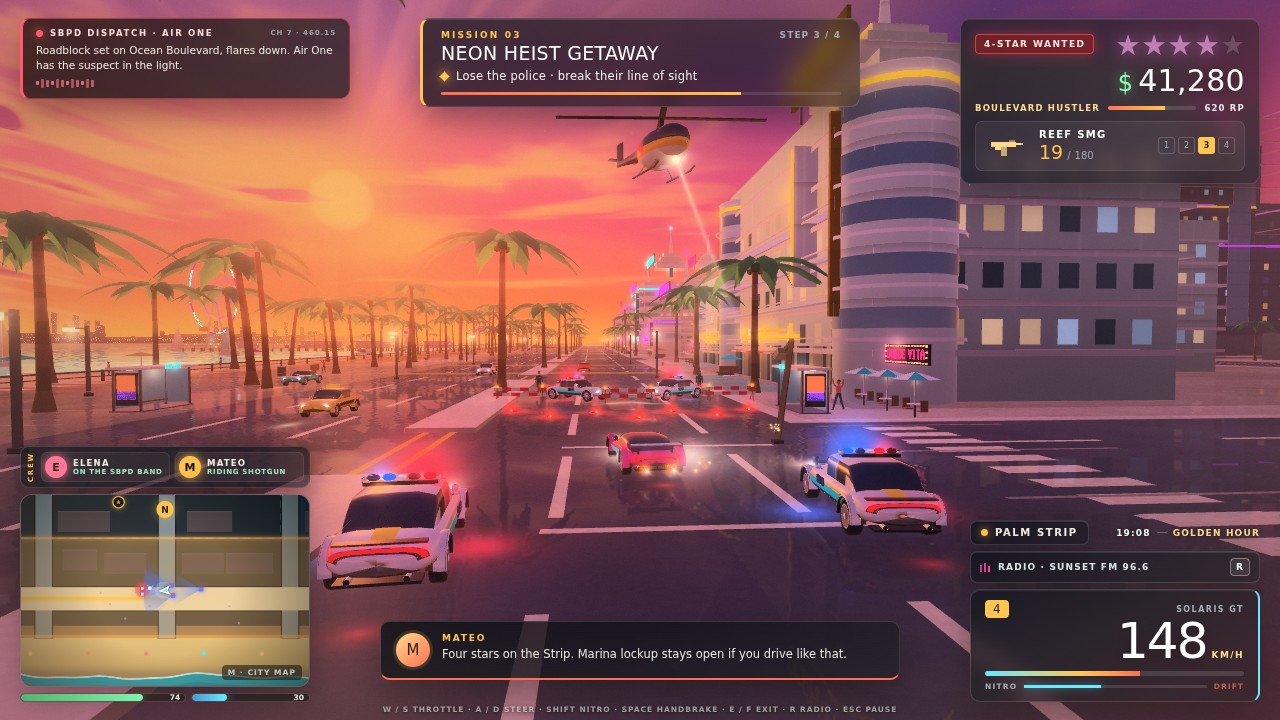 SBPD DISPATCH · AIR ONE
CH 7 · 460.15
Roadblock set on Ocean Boulevard, flares down. Air One
has the suspect in the light.
MISSION 03
STEP 3 / 4
NEON HEIST GETAWAY
Lose the police · break their line of sight
4-STAR WANTED
$ 41,280
BOULEVARD HUSTLER
620 RP
REEF SMG
19 / 180
1 2 3 4
CREW
E
ELENA
ON THE SBPD BAND
M
MATEO
RIDING SHOTGUN
N
M · CITY MAP
74
30
M
MATEO
Four stars on the Strip. Marina lockup stays open if you drive like that.
W / S THROTTLE · A / D STEER · SHIFT NITRO · SPACE HANDBRAKE · E / F EXIT · R RADIO · ESC PAUSE
PALM STRIP
19:08 — GOLDEN HOUR
RADIO · SUNSET FM 96.6
R
4
SOLARIS GT
148 KM/H
NITRO
DRIFT